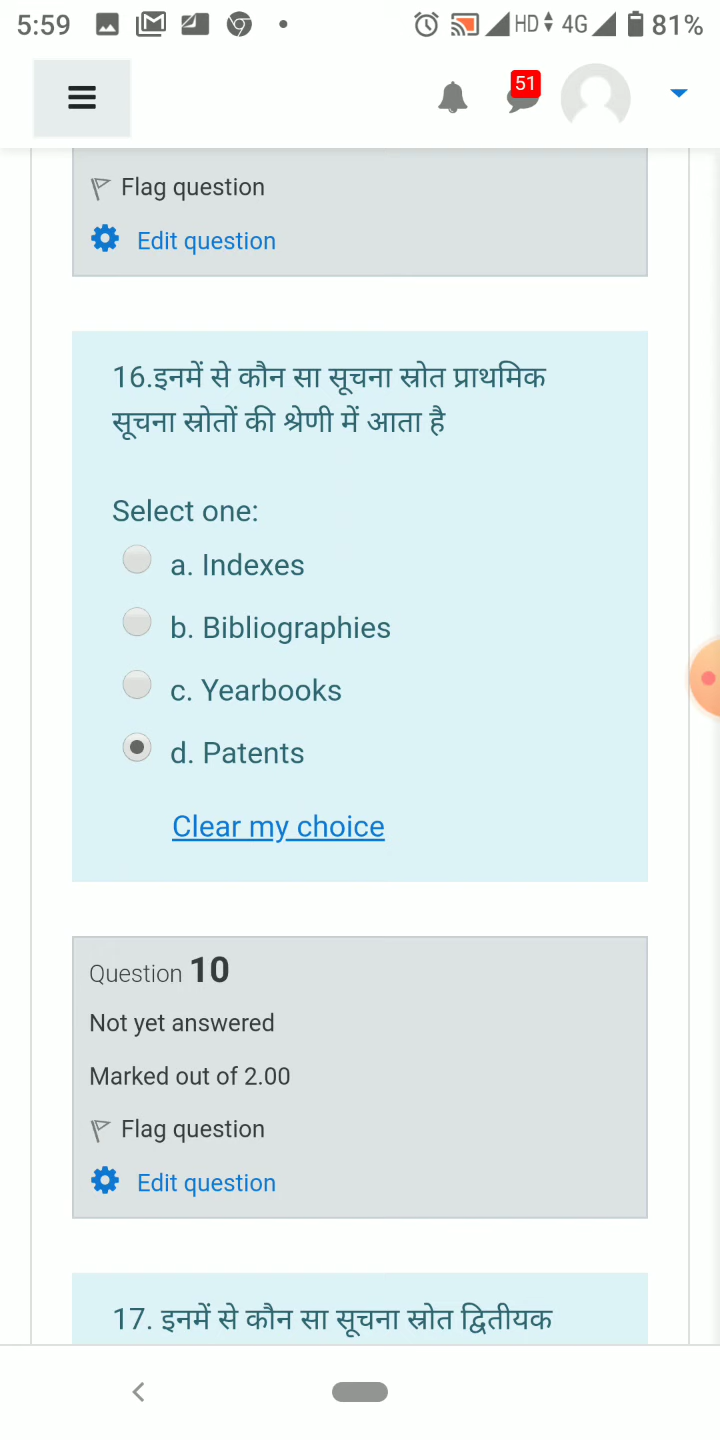 5:59 HD 4G 81%
51
Flag question
Edit question
16.इनमें से कौन सा सूचना स्रोत प्राथमिक
सूचना स्रोतों की श्रेणी में आता है
Select one:
a. Indexes
b. Bibliographies
c. Yearbooks
d. Patents
Clear my choice
Question 10
Not yet answered
Marked out of 2.00
Flag question
Edit question
17. इनमें से कौन सा सूचना स्रोत द्वितीयक